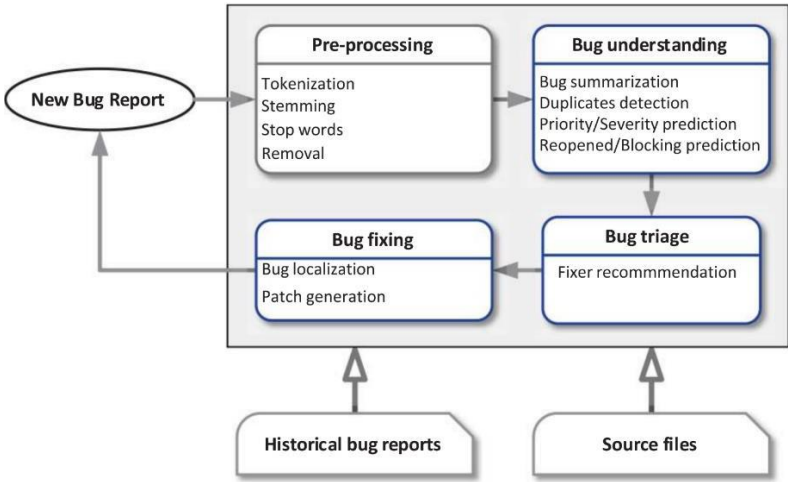 New Bug Report
Pre-processing
Tokenization
Stemming
Stop words
Removal
Bug understanding
Bug summarization
Duplicates detection
Priority/Severity prediction
Reopened/Blocking prediction
Bug fixing
Bug localization
Patch generation
Bug triage
Fixer recommmendation
Historical bug reports
Source files